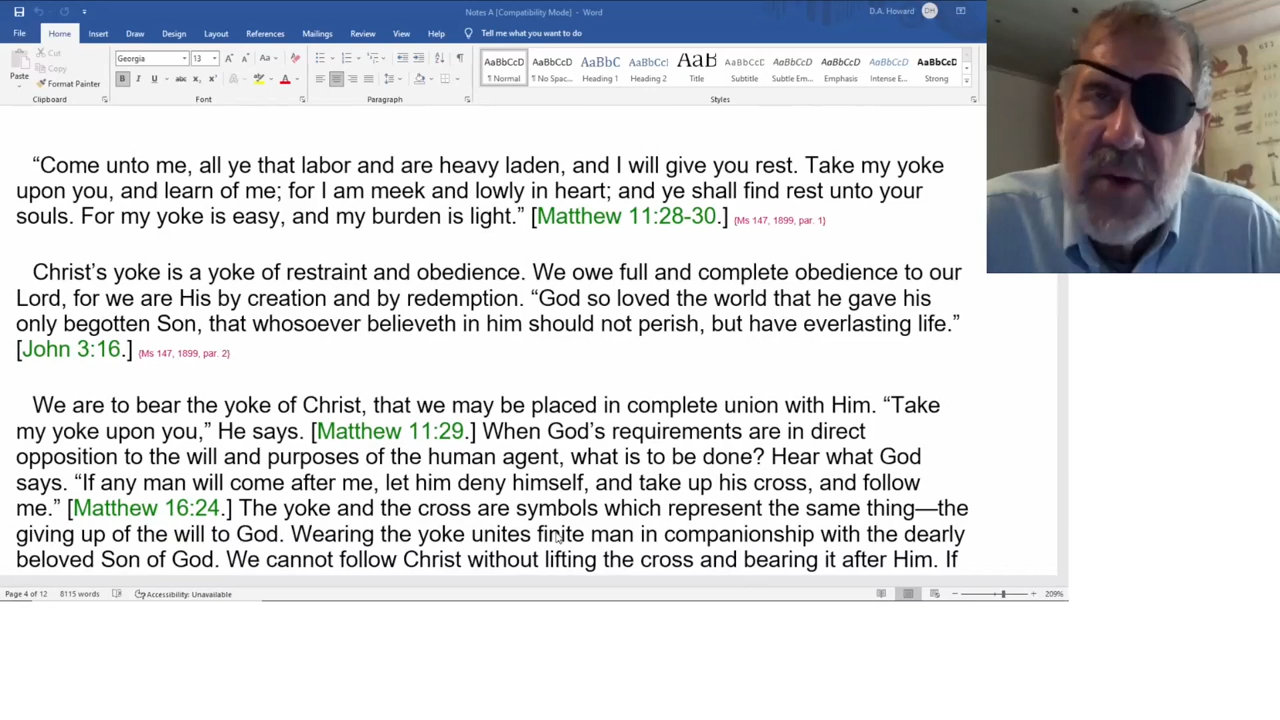 Notes A [Compatibility Mode] - Word
D.A. Howard
DH
File Home Insert Draw Design Layout References Mailings Review View Help Tell me what you want to do
Paste
Cut
Copy
Format Painter
Clipboard
Georgia 13
Font
Paragraph
AaBbCcD AaBbCcD AaBbC AaBbCcD AaB AaBbCcD AaBbCcD AaBbCcD AaBbCcD AaBbCcD
¶ Normal ¶ No Spac... Heading 1 Heading 2 Title Subtitle Subtle Em... Emphasis Intense E... Strong
Styles
“Come unto me, all ye that labor and are heavy laden, and I will give you rest. Take my yoke
upon you, and learn of me; for I am meek and lowly in heart; and ye shall find rest unto your
souls. For my yoke is easy, and my burden is light.” [Matthew 11:28-30.] {Ms 147, 1899, par. 1}
Christ’s yoke is a yoke of restraint and obedience. We owe full and complete obedience to our
Lord, for we are His by creation and by redemption. “God so loved the world that he gave his
only begotten Son, that whosoever believeth in him should not perish, but have everlasting life.”
[John 3:16.] {Ms 147, 1899, par. 2}
We are to bear the yoke of Christ, that we may be placed in complete union with Him. “Take
my yoke upon you,” He says. [Matthew 11:29.] When God’s requirements are in direct
opposition to the will and purposes of the human agent, what is to be done? Hear what God
says. “If any man will come after me, let him deny himself, and take up his cross, and follow
me.” [Matthew 16:24.] The yoke and the cross are symbols which represent the same thing—the
giving up of the will to God. Wearing the yoke unites finite man in companionship with the dearly
beloved Son of God. We cannot follow Christ without lifting the cross and bearing it after Him. If
Page 4 of 12 8115 words Accessibility: Unavailable 209%